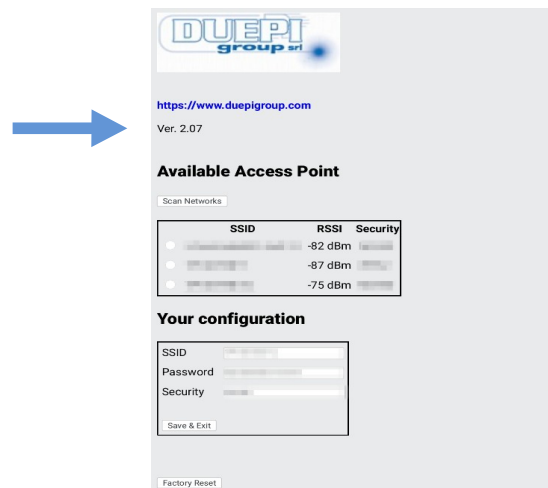 DUEPI
group srl
https://www.duepigroup.com
Ver. 2.07
Available Access Point
Scan Networks
SSID RSSI Security
-82 dBm
-87 dBm
-75 dBm
Your configuration
SSID
Password
Security
Save & Exit
Factory Reset